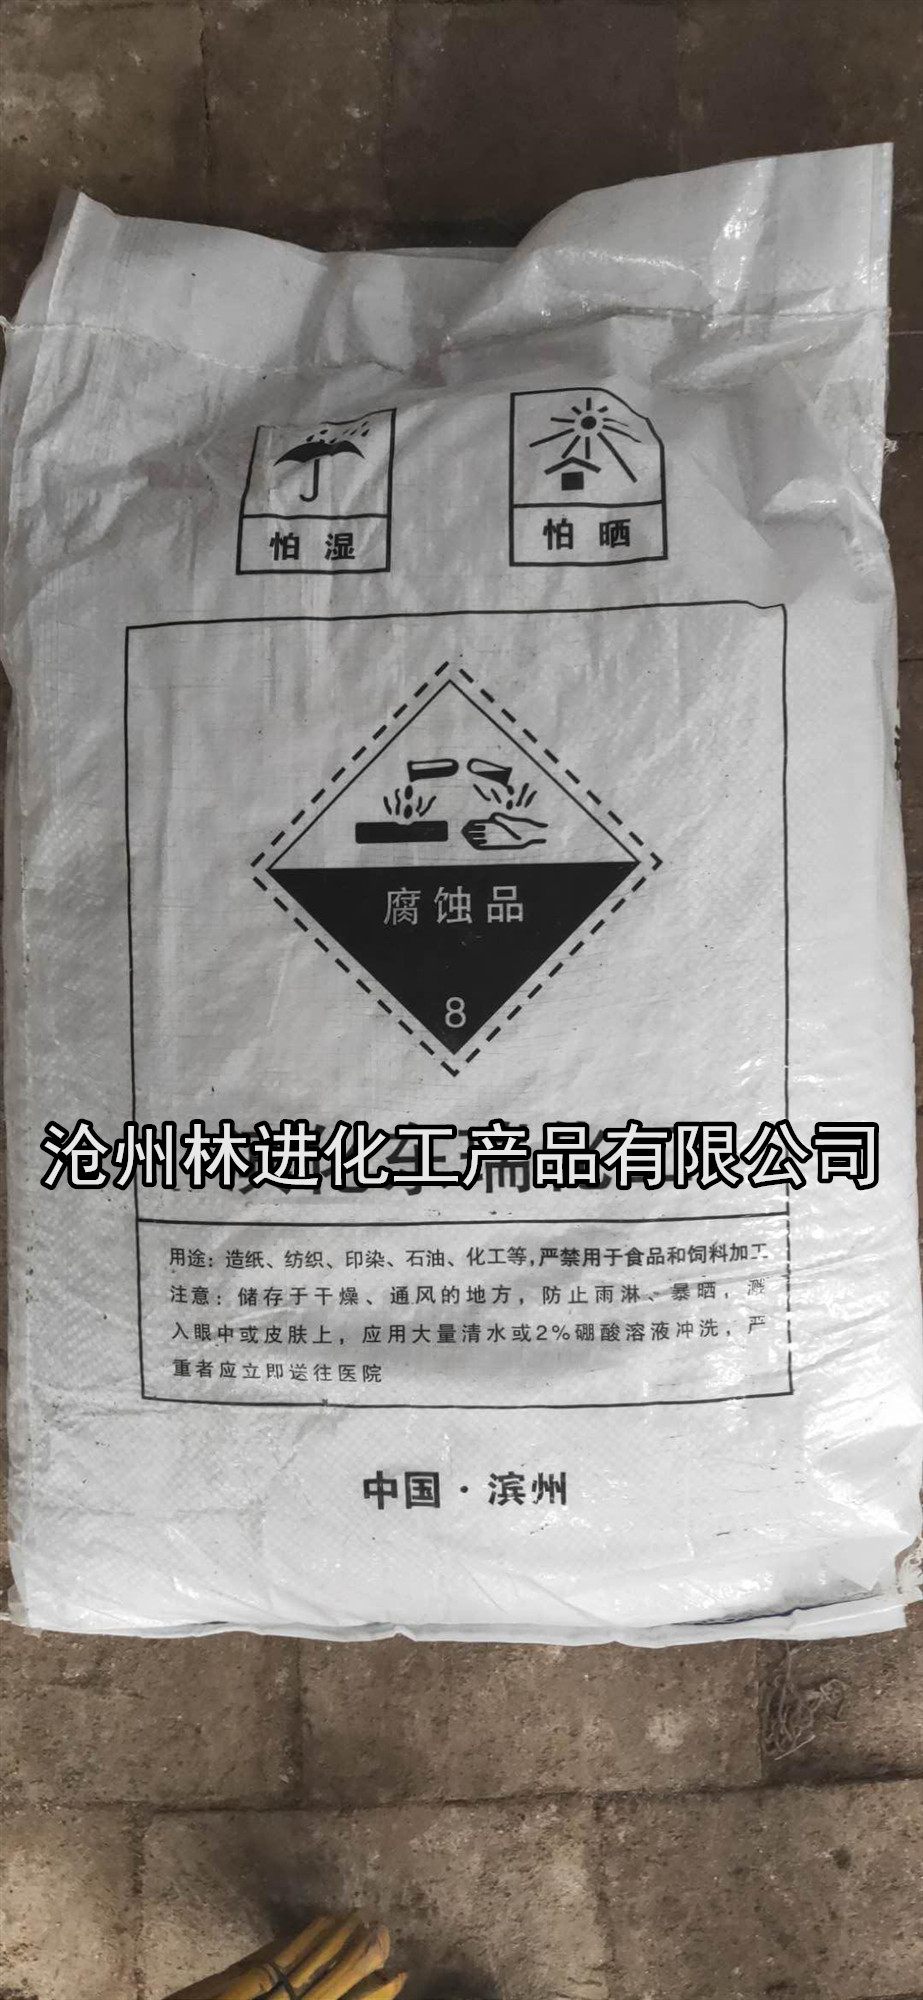 怕湿
怕晒
腐蚀品
8
沧州林进化工产品有限公司
用途：造纸、纺织、印染、石油、化工等，严禁用于食品和饲料加工
注意：储存于干燥、通风的地方，防止雨淋、暴晒，溅
入眼中或皮肤上，应用大量清水或2%硼酸溶液冲洗，严
重者应立即送往医院
中国·滨州